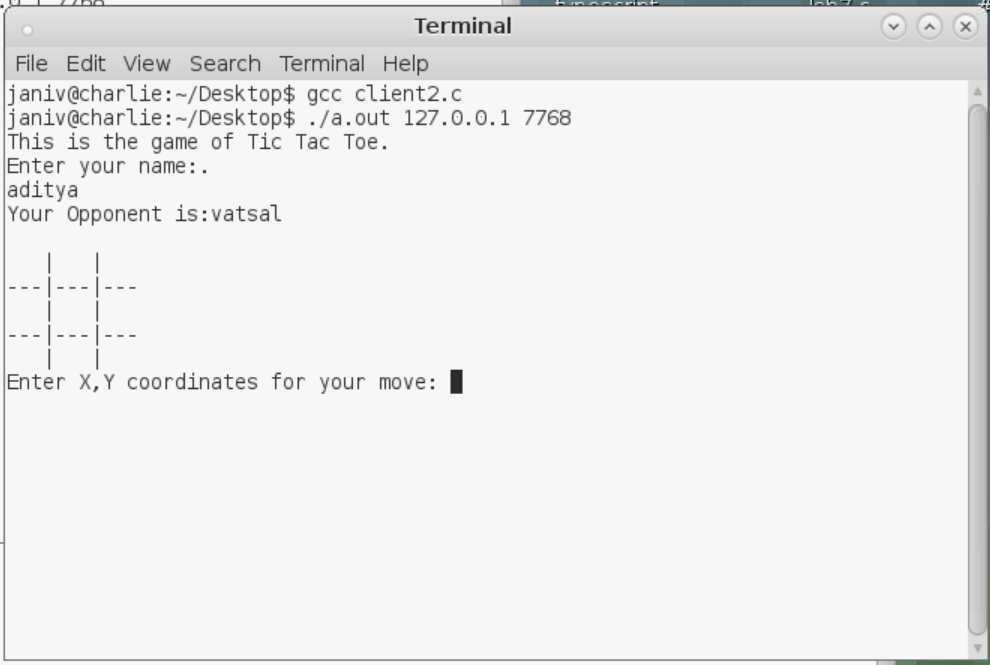 Terminal
File Edit View Search Terminal Help
janiv@charlie:~/Desktop$ gcc client2.c
janiv@charlie:~/Desktop$ ./a.out 127.0.0.1 7768
This is the game of Tic Tac Toe.
Enter your name:.
aditya
Your Opponent is:vatsal
   |   |
---|---|---
   |   |
---|---|---
   |   |
Enter X,Y coordinates for your move: